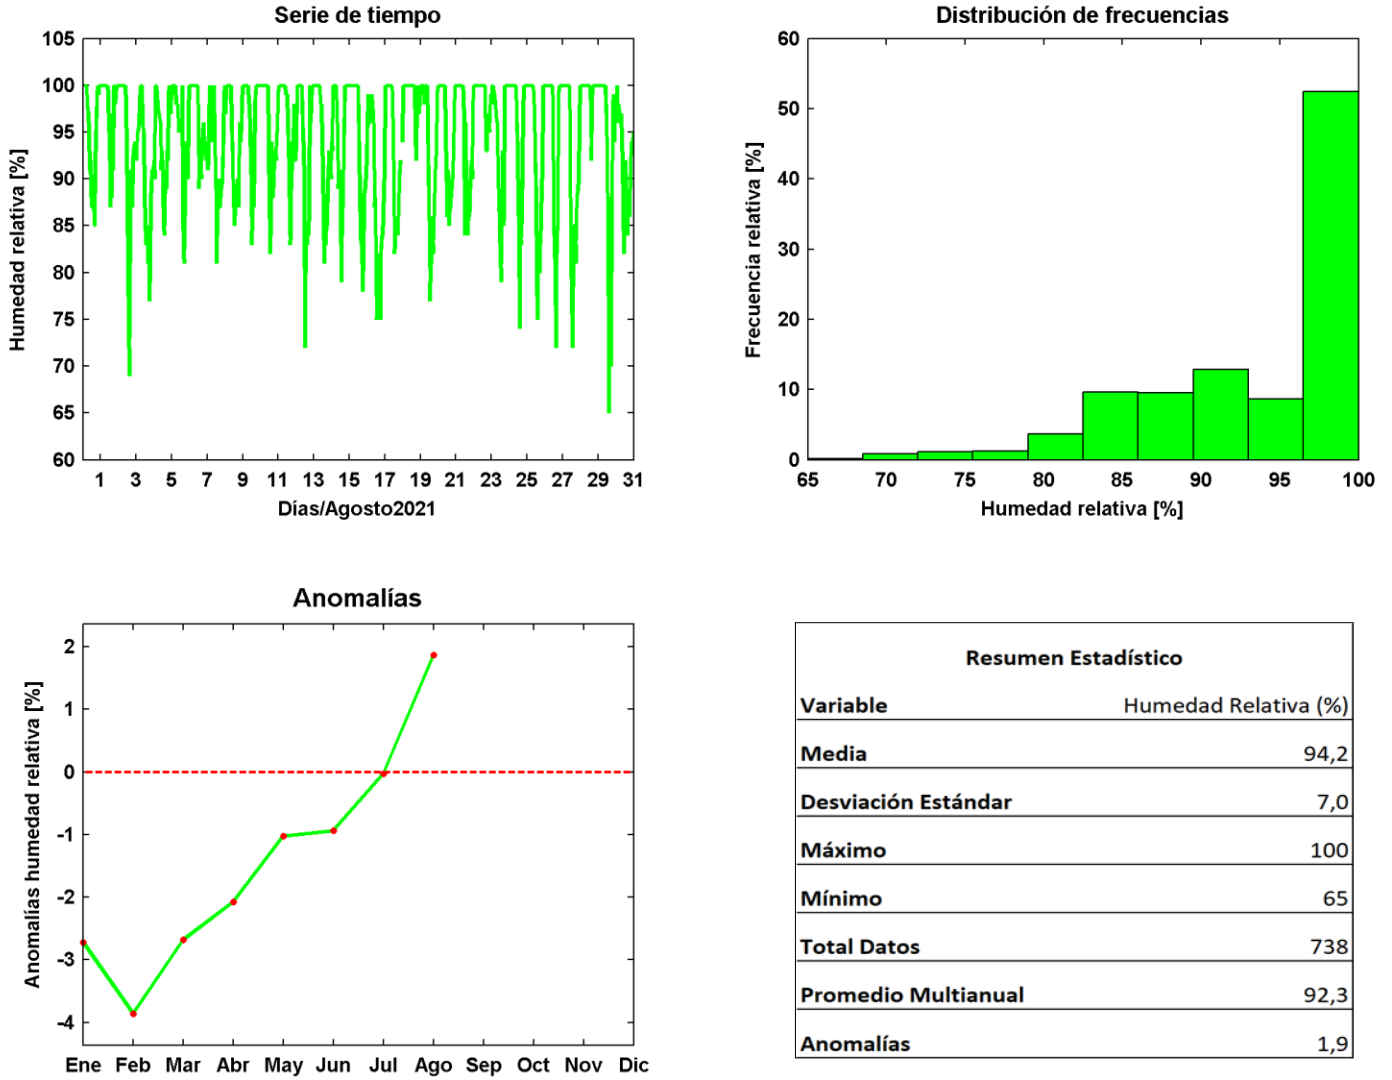 Serie de tiempo
105
100
95
90
85
80
75
70
65
60
Humedad relativa [%]
1 3 5 7 9 11 13 15 17 19 21 23 25 27 29 31
Días/Agosto2021
Distribución de frecuencias
60
50
40
30
20
10
0
Frecuencia relativa [%]
65 70 75 80 85 90 95 100
Humedad relativa [%]
Anomalías
2
1
0
-1
-2
-3
-4
Anomalías humedad relativa [%]
Ene Feb Mar Abr May Jun Jul Ago Sep Oct Nov Dic
Resumen Estadístico
Variable Humedad Relativa (%)
Media 94,2
Desviación Estándar 7,0
Máximo 100
Mínimo 65
Total Datos 738
Promedio Multianual 92,3
Anomalías 1,9